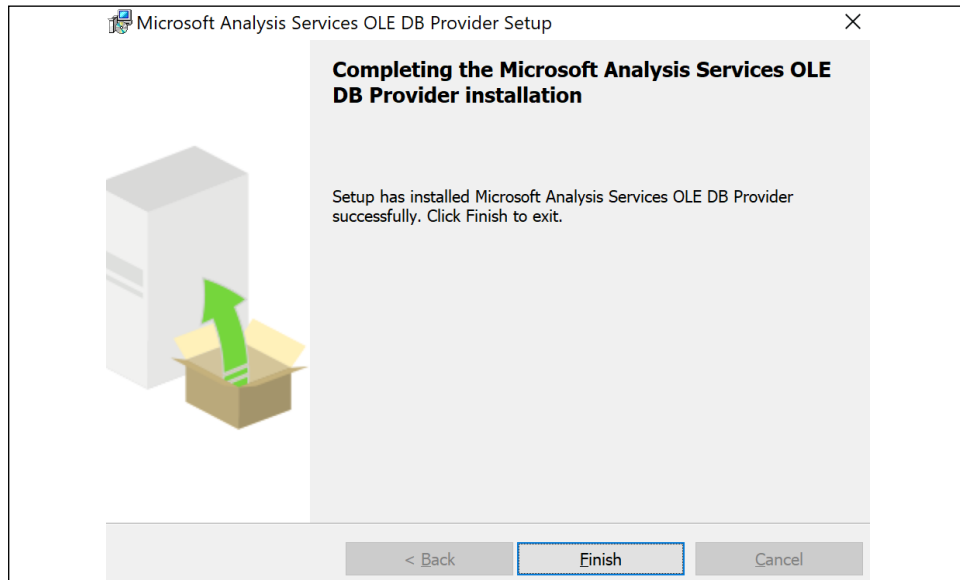 Microsoft Analysis Services OLE DB Provider Setup
Completing the Microsoft Analysis Services OLE
DB Provider installation
Setup has installed Microsoft Analysis Services OLE DB Provider
successfully. Click Finish to exit.
< Back
Finish
Cancel